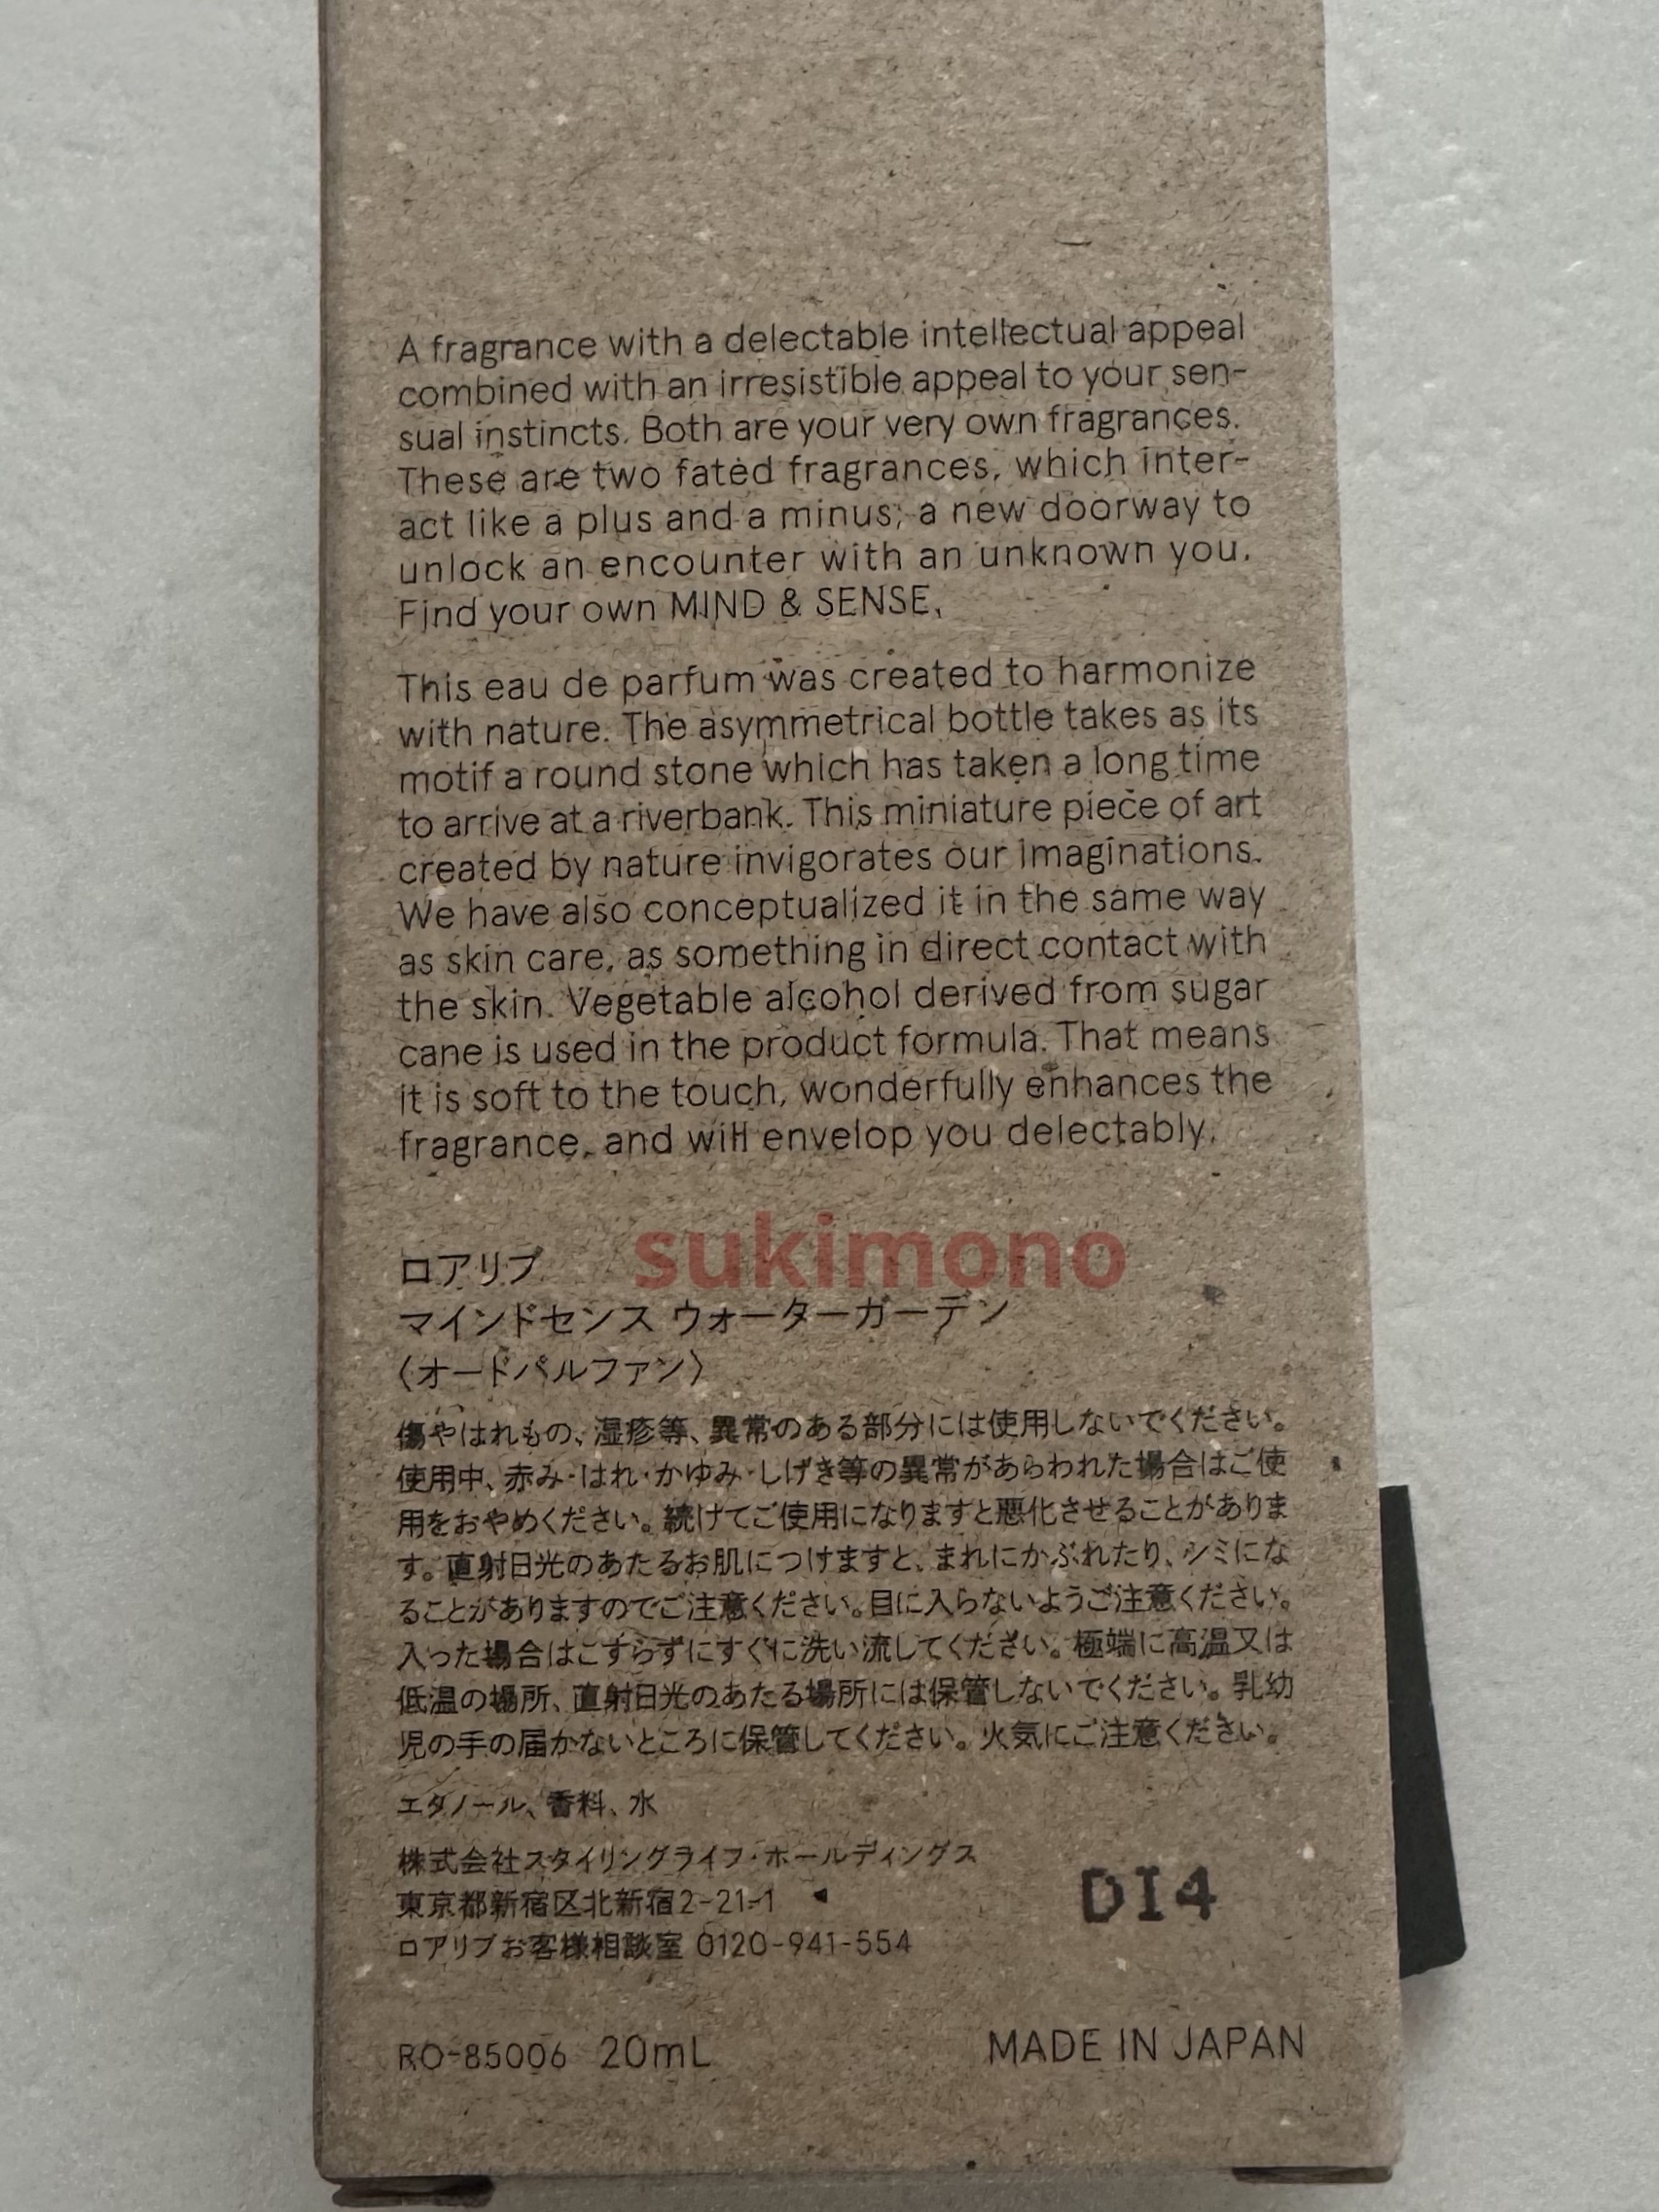 A fragrance with a delectable intellectual appeal
combined with an irresistible appeal to your sen-
sual instincts. Both are your very own fragrances.
These are two fated fragrances, which inter-
act like a plus and a minus; a new doorway to
unlock an encounter with an unknown you.
Find your own MIND & SENSE.
This eau de parfum was created to harmonize
with nature. The asymmetrical bottle takes as its
motif a round stone which has taken a long time
to arrive at a riverbank. This miniature piece of art
created by nature invigorates our imaginations.
We have also conceptualized it in the same way
as skin care, as something in direct contact with
the skin. Vegetable alcohol derived from sugar
cane is used in the product formula. That means
it is soft to the touch, wonderfully enhances the
fragrance, and will envelop you delectably.
sukimono
ロアリブ
マインドセンス ウォーターガーデン
〈オードパルファン〉
傷やはれもの、湿疹等、異常のある部分には使用しないでください。
使用中、赤み・はれ・かゆみ・しげき等の異常があらわれた場合はご使
用をおやめください。続けてご使用になりますと悪化させることがありま
す。直射日光のあたるお肌につけますと、まれにかぶれたり、シミにな
ることがありますのでご注意ください。目に入らないようご注意ください。
入った場合はこすらずにすぐに洗い流してください。極端に高温又は
低温の場所、直射日光のあたる場所には保管しないでください。乳幼
児の手の届かないところに保管してください。火気にご注意ください。
エタノール、香料、水
株式会社スタイリングライフ・ホールディングス
東京都新宿区北新宿2-21-1
ロアリブお客様相談室 0120-941-554
DI4
RO-85006 20mL
MADE IN JAPAN